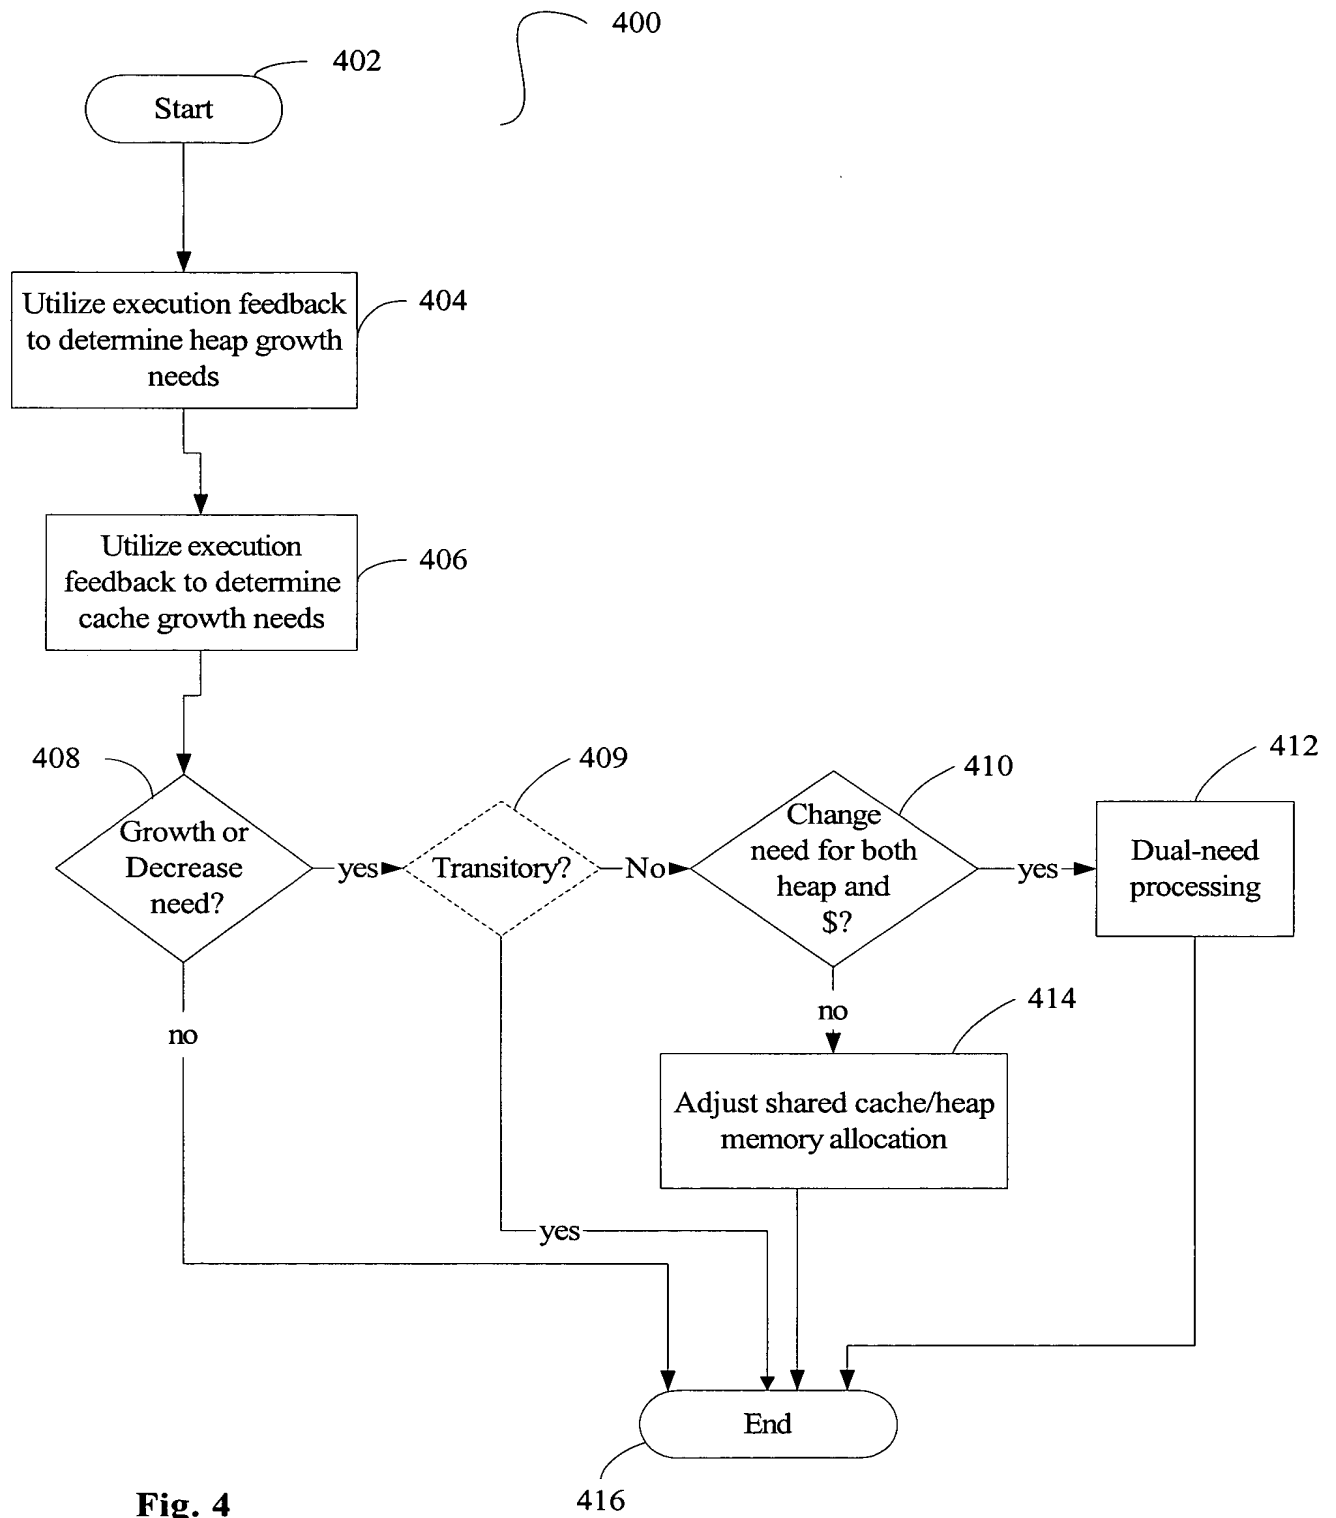 400
402
Start
Utilize execution feedback
to determine heap growth
needs
404
Utilize execution
feedback to determine
cache growth needs
406
408
Growth or
Decrease
need?
yes
409
Transitory?
No
410
Change
need for both
heap and
$?
yes
412
Dual-need
processing
no
no
414
Adjust shared cache/heap
memory allocation
yes
End
416
Fig. 4